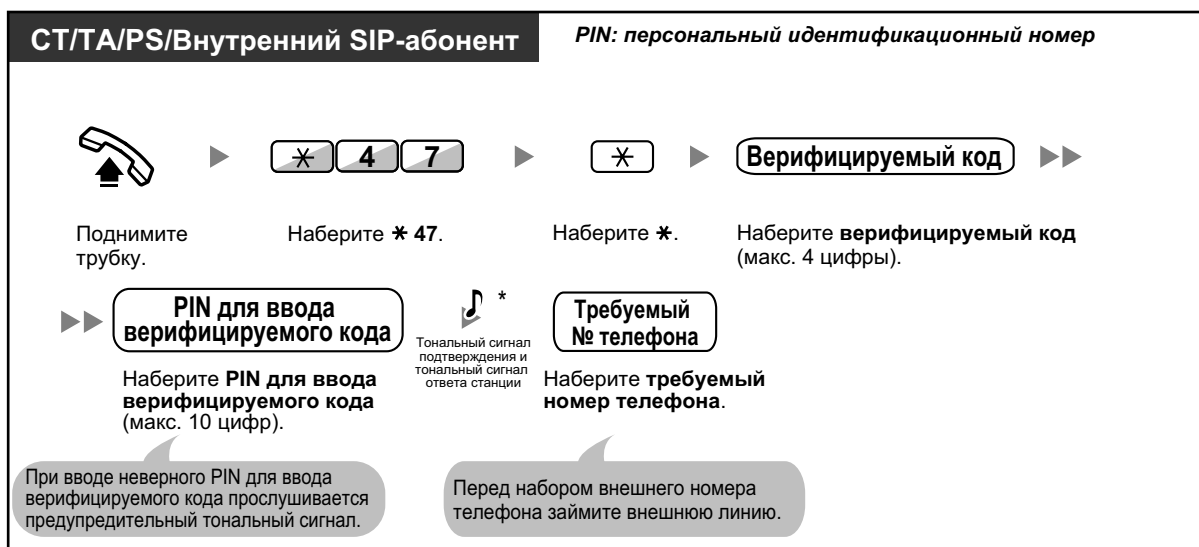 CT/TA/PS/Внутренний SIP-абонент
PIN: персональный идентификационный номер
* 4 7
*
Верифицируемый код
Поднимите
трубку.
Наберите * 47.
Наберите *.
Наберите верифицируемый код
(макс. 4 цифры).
PIN для ввода
верифицируемого кода
*
Тональный сигнал
подтверждения и
тональный сигнал
ответа станции
Требуемый
№ телефона
Наберите PIN для ввода
верифицируемого кода
(макс. 10 цифр).
Наберите требуемый
номер телефона.
При вводе неверного PIN для ввода
верифицируемого кода прослушивается
предупредительный тональный сигнал.
Перед набором внешнего номера
телефона займите внешнюю линию.